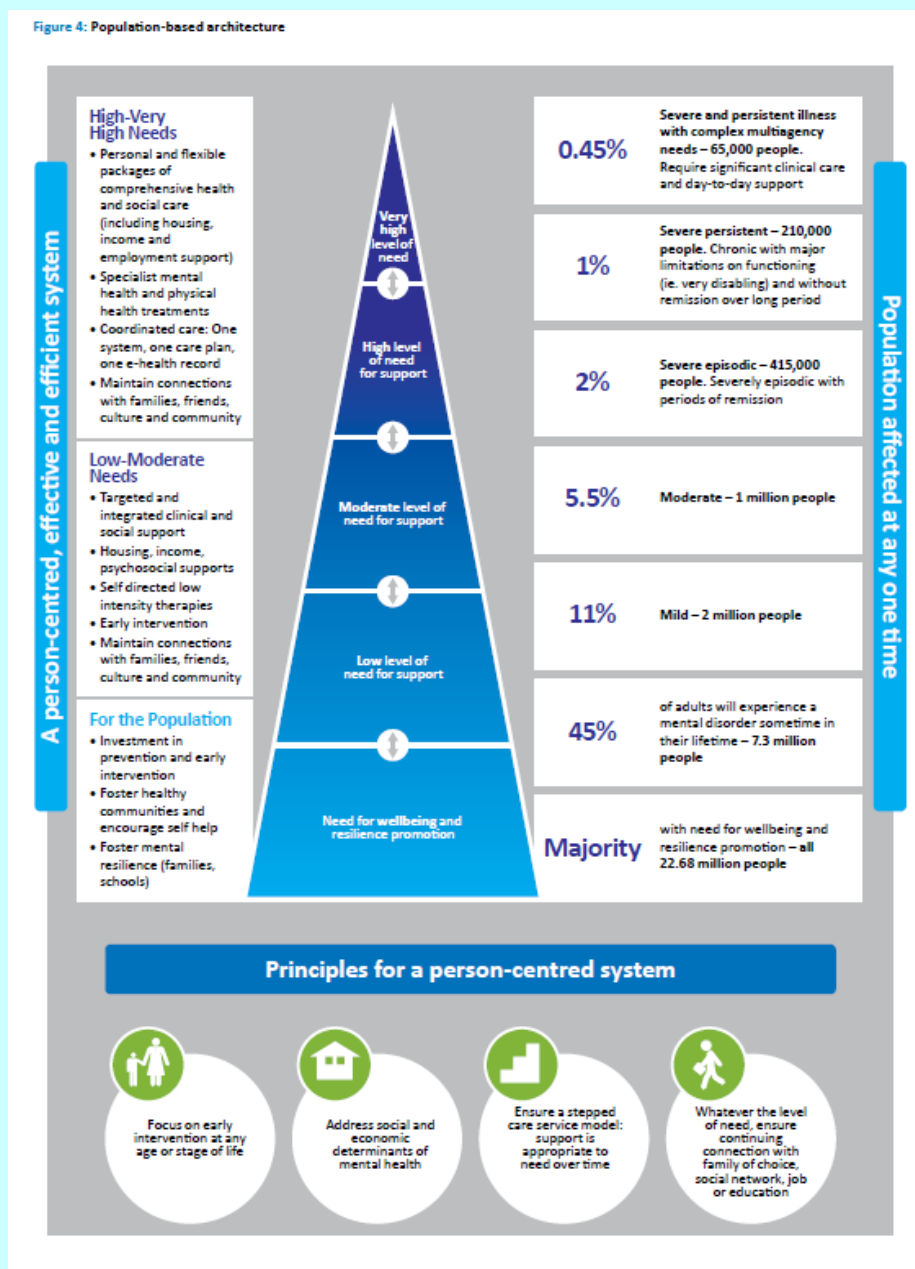 Figure 4: Population-based architecture
A person-centred, effective and efficient system
High-Very
High Needs
• Personal and flexible
packages of
comprehensive health
and social care
(including housing,
income and
employment support)
• Specialist mental
health and physical
health treatments
• Coordinated care: One
system, one care plan,
one e-health record
• Maintain connections
with families, friends,
culture and community
Low-Moderate
Needs
• Targeted and
integrated clinical and
social support
• Housing, income,
psychosocial supports
• Self directed low
intensity therapies
• Early intervention
• Maintain connections
with families, friends,
culture and community
For the Population
• Investment in
prevention and early
intervention
• Foster healthy
communities and
encourage self help
• Foster mental
resilience (families,
schools)
Very
high
level of
need
High level
of need
for support
Moderate level of
need for support
Low level of
need for support
Need for wellbeing and
resilience promotion
0.45%
Severe and persistent illness
with complex multiagency
needs – 65,000 people.
Require significant clinical care
and day-to-day support
1%
Severe persistent – 210,000
people. Chronic with major
limitations on functioning
(ie. very disabling) and without
remission over long period
2%
Severe episodic – 415,000
people. Severely episodic with
periods of remission
5.5%
Moderate – 1 million people
11%
Mild – 2 million people
45%
of adults will experience a
mental disorder sometime in
their lifetime – 7.3 million
people
Majority
with need for wellbeing and
resilience promotion – all
22.68 million people
Population affected at any one time
Principles for a person-centred system
Focus on early
intervention at any
age or stage of life
Address social and
economic
determinants of
mental health
Ensure a stepped
care service model:
support is
appropriate to
need over time
Whatever the level
of need, ensure
continuing
connection with
family of choice,
social network, job
or education